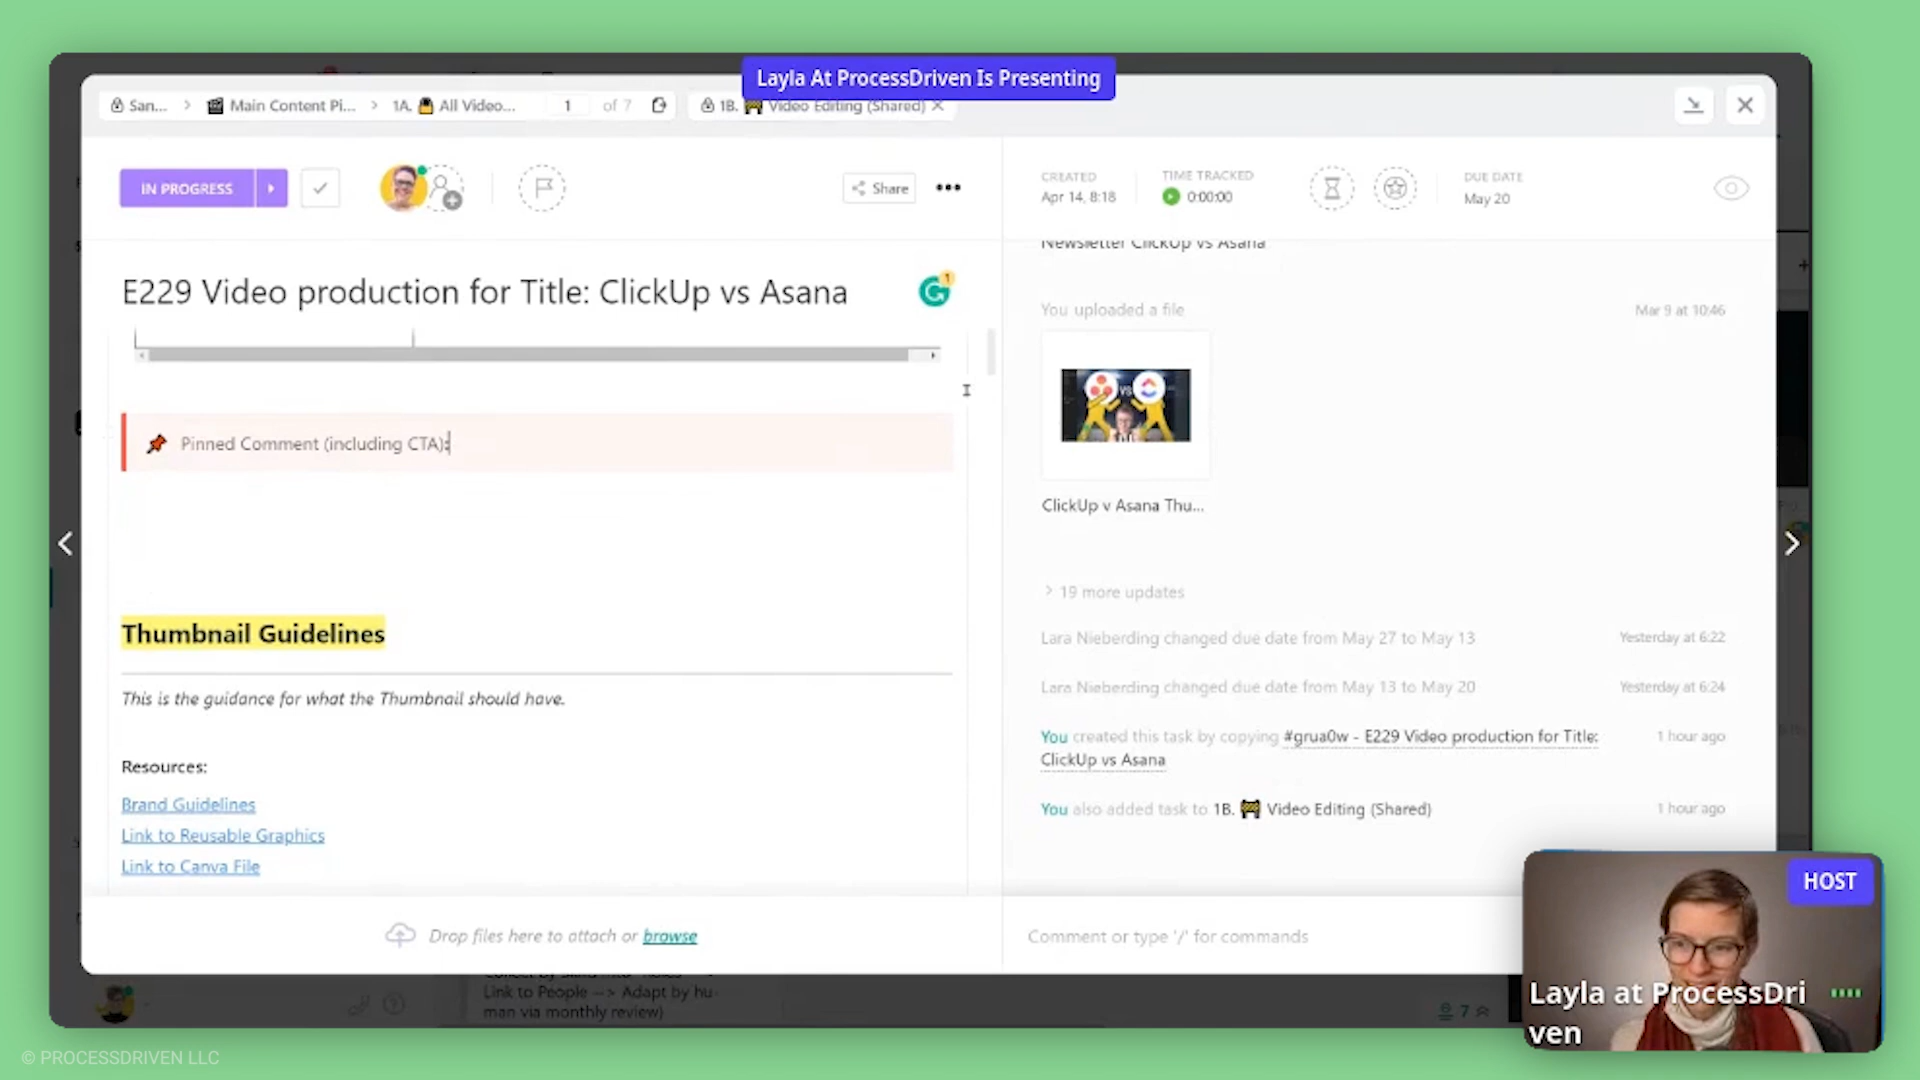 Layla At ProcessDriven Is Presenting
San... > Main Content Pi... > 1A. All Video... 1 of 7 1B. Video Editing (Shared)
IN PROGRESS
Share
CREATED
Apr 14, 8:18
TIME TRACKED
0:00:00
DUE DATE
May 20
E229 Video production for Title: ClickUp vs Asana
Pinned Comment (including CTA):
Thumbnail Guidelines
This is the guidance for what the Thumbnail should have.
Resources:
Brand Guidelines
Link to Reusable Graphics
Link to Canva File
Drop files here to attach or browse
Newsletter ClickUp vs Asana
You uploaded a file Mar 9 at 10:46
VS
ClickUp v Asana Thu...
19 more updates
Lara Nieberding changed due date from May 27 to May 13 Yesterday at 6:22
Lara Nieberding changed due date from May 13 to May 20 Yesterday at 6:24
You created this task by copying #grua0w - E229 Video production for Title: 1 hour ago
ClickUp vs Asana
You also added task to 1B. Video Editing (Shared) 1 hour ago
Comment or type '/' for commands
Link to People --> Adapt by hu
man via monthly review)
7
HOST
Layla at ProcessDri
ven
© PROCESSDRIVEN LLC